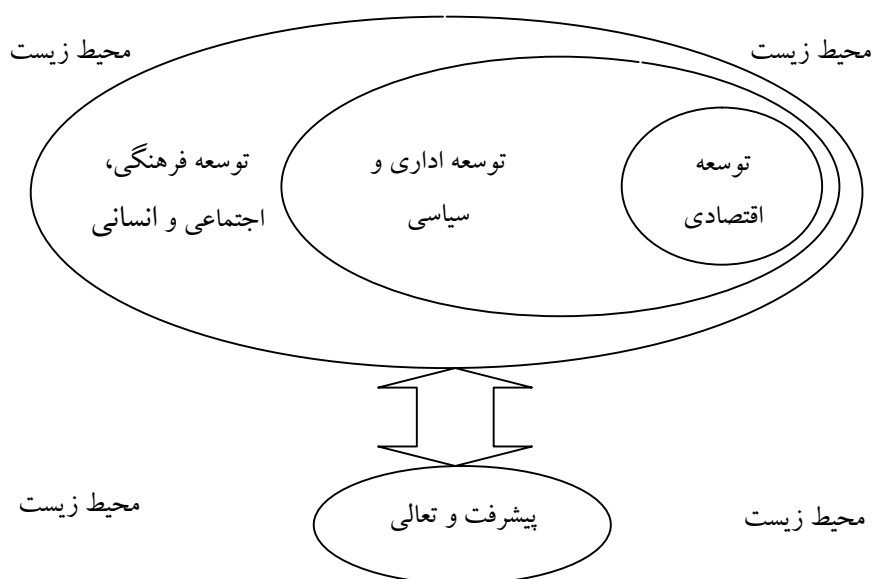 محیط زیست
محیط زیست
توسعه
اقتصادی
توسعه اداری و
سیاسی
توسعه فرهنگی،
اجتماعی و انسانی
پیشرفت و تعالی
محیط زیست
محیط زیست